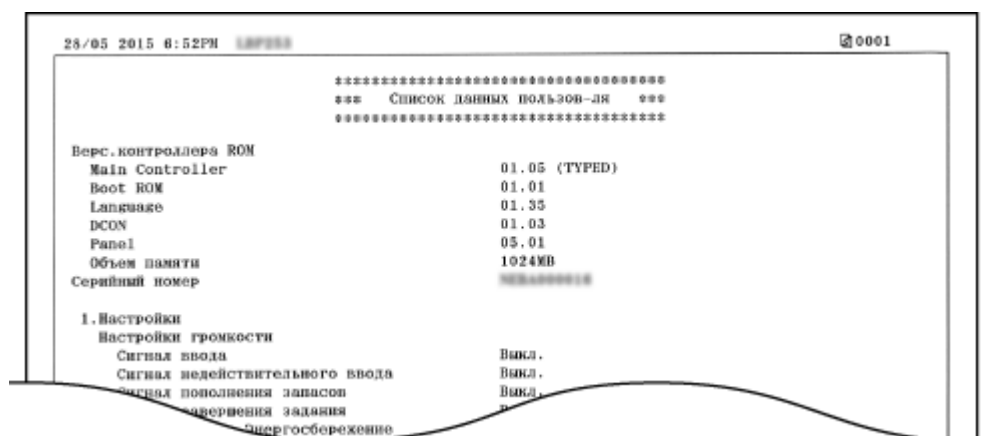 28/05 2015 6:52PM 0001
************************************
*** Список данных пользов-ля ***
************************************
Верс.контроллера ROM
Main Controller 01.05 (TYPED)
Boot ROM 01.01
Language 01.35
DCON 01.03
Panel 05.01
Объем памяти 1024MB
Серийный номер
1.Настройки
Настройки громкости
Сигнал ввода Выкл.
Сигнал недействительного ввода Выкл.
Сигнал пополнения запасов Выкл.
завершения задания
Энергосбережение